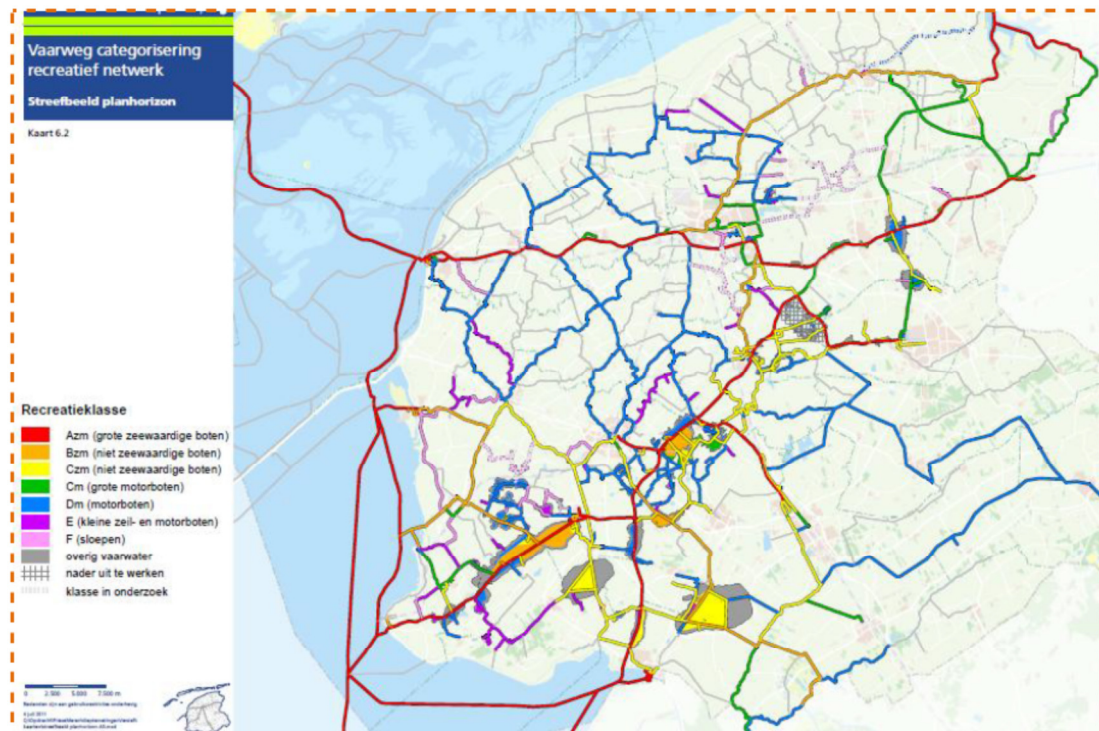 Vaarweg categorisering
recreatief netwerk
Streefbeeld planhorizon
Kaart 6.2
Recreatieklasse
Azm (grote zeewaardige boten)
Bzm (niet zeewaardige boten)
Czm (niet zeewaardige boten)
Cm (grote motorboten)
Dm (motorboten)
E (kleine zeil- en motorboten)
F (sloepen)
overig vaarwater
nader uit te werken
klasse in onderzoek
0 2.500 5.000 7.500 m